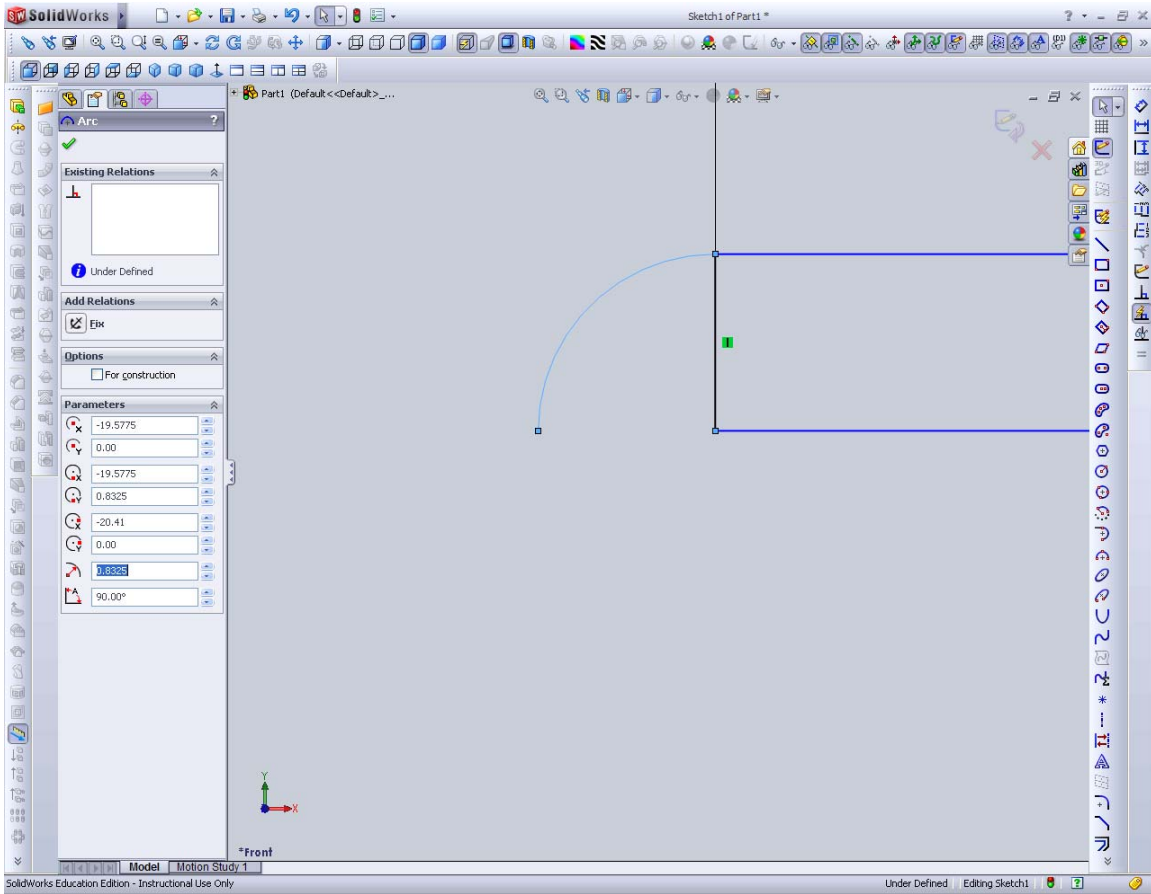 SolidWorks
Sketch1 of Part1 *
Part1 (Default<<Default>_...
Arc ?
Existing Relations
Under Defined
Add Relations
Fix
Options
For construction
Parameters
-19.5775
0.00
-19.5775
0.8325
-20.41
0.00
0.8325
90.00°
Y
X
*Front
Model Motion Study 1
SolidWorks Education Edition - Instructional Use Only
Under Defined Editing Sketch1